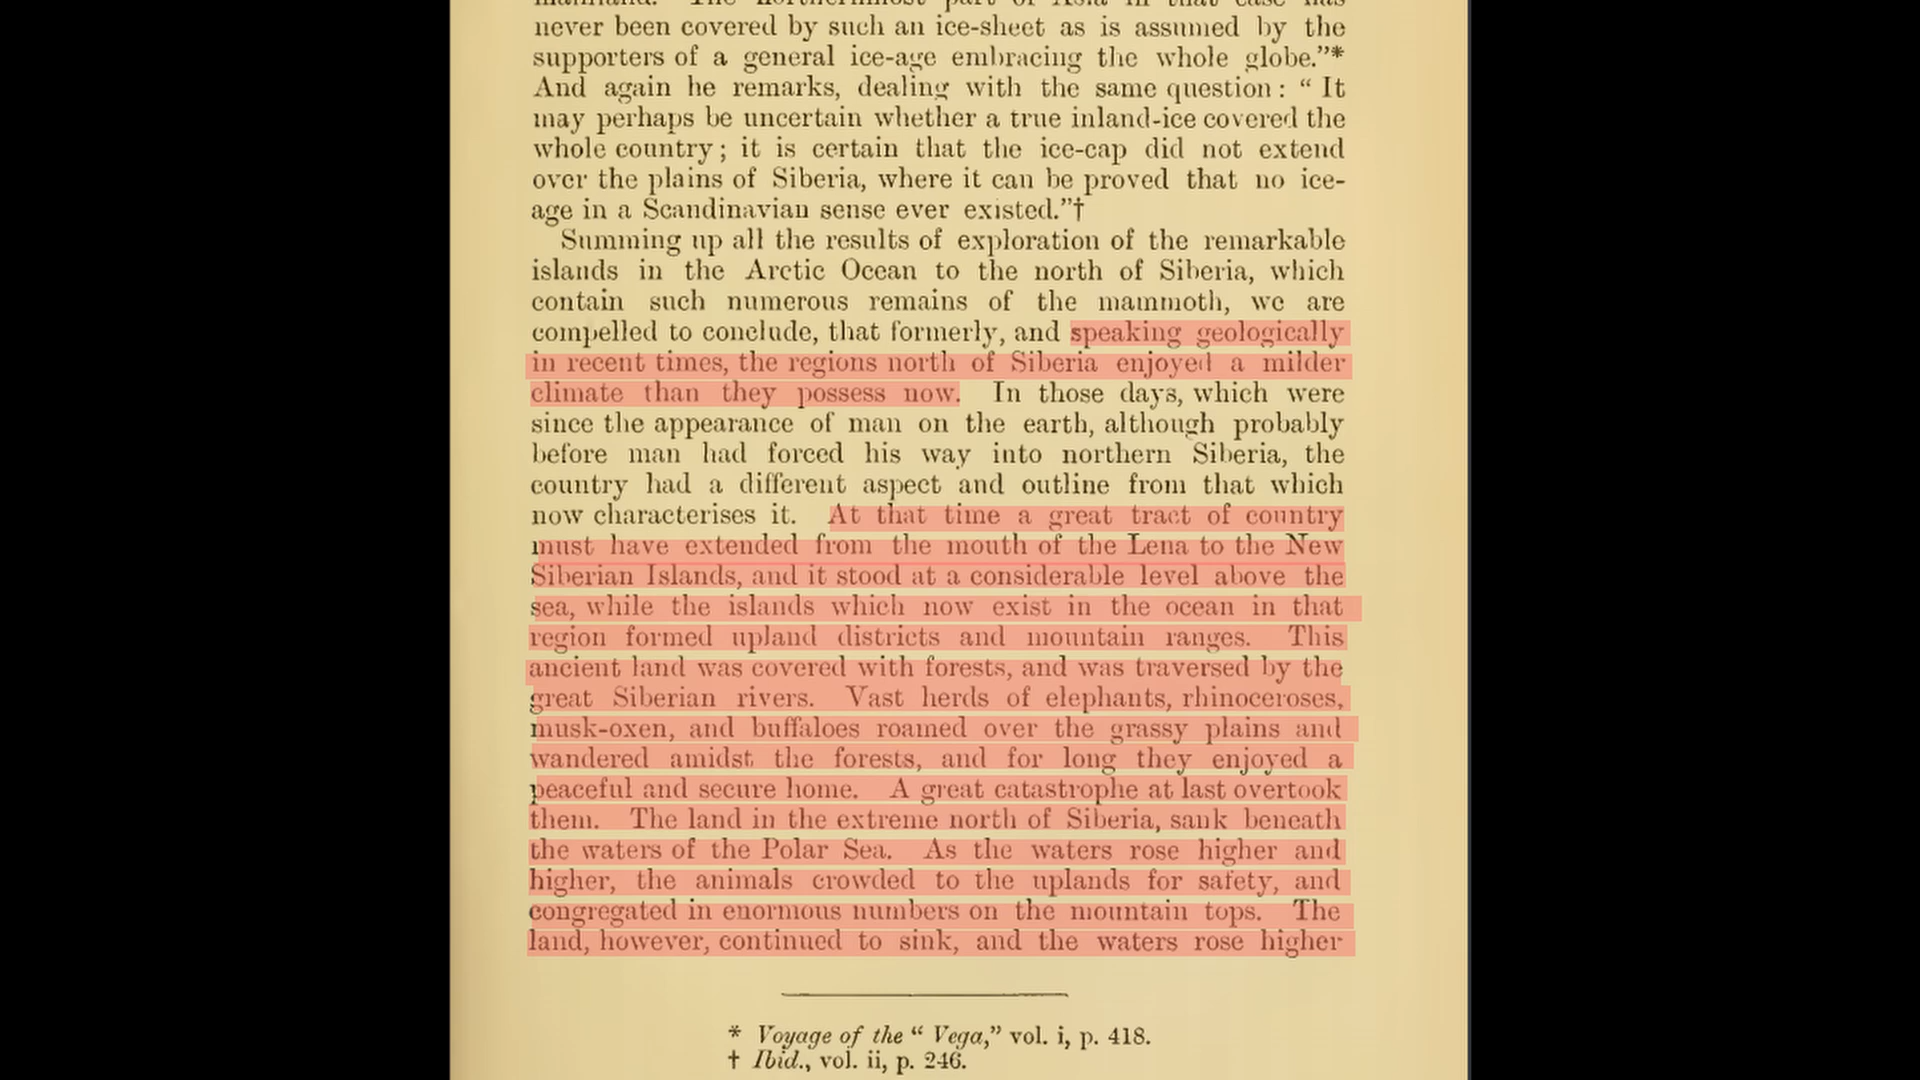 mainland. The northernmost part of Asia in that case has
never been covered by such an ice-sheet as is assumed by the
supporters of a general ice-age embracing the whole globe.”*
And again he remarks, dealing with the same question : “ It
may perhaps be uncertain whether a true inland-ice covered the
whole country ; it is certain that the ice-cap did not extend
over the plains of Siberia, where it can be proved that no ice-
age in a Scandinavian sense ever existed.”†
Summing up all the results of exploration of the remarkable
islands in the Arctic Ocean to the north of Siberia, which
contain such numerous remains of the mammoth, we are
compelled to conclude, that formerly, and speaking geologically
in recent times, the regions north of Siberia enjoyed a milder
climate than they possess now. In those days, which were
since the appearance of man on the earth, although probably
before man had forced his way into northern Siberia, the
country had a different aspect and outline from that which
now characterises it. At that time a great tract of country
must have extended from the mouth of the Lena to the New
Siberian Islands, and it stood at a considerable level above the
sea, while the islands which now exist in the ocean in that
region formed upland districts and mountain ranges. This
ancient land was covered with forests, and was traversed by the
great Siberian rivers. Vast herds of elephants, rhinoceroses,
musk-oxen, and buffaloes roamed over the grassy plains and
wandered amidst the forests, and for long they enjoyed a
peaceful and secure home. A great catastrophe at last overtook
them. The land in the extreme north of Siberia, sank beneath
the waters of the Polar Sea. As the waters rose higher and
higher, the animals crowded to the uplands for safety, and
congregated in enormous numbers on the mountain tops. The
land, however, continued to sink, and the waters rose higher
* Voyage of the “ Vega,” vol. i, p. 418.
† Ibid., vol. ii, p. 246.